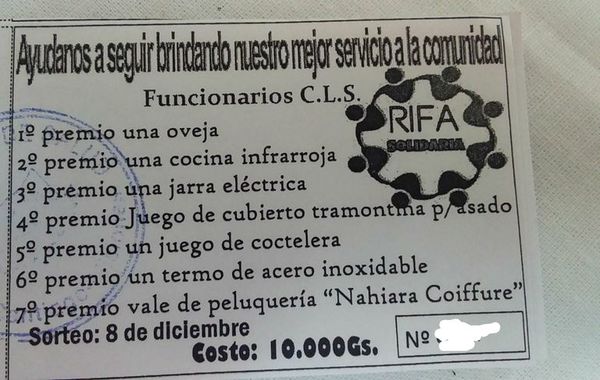 Ayudanos a seguir brindando nuestro mejor servicio a la comunidad
Funcionarios C.L.S.
RIFA
SOLIDARIA
1º premio una oveja
2º premio una cocina infrarroja
3º premio una jarra eléctrica
4º premio Juego de cubierto tramontina p/asado
5º premio un juego de coctelera
6º premio un termo de acero inoxidable
7º premio vale de peluquería “Nahiara Coiffure”
Sorteo: 8 de diciembre
Costo: 10.000Gs.
Nº